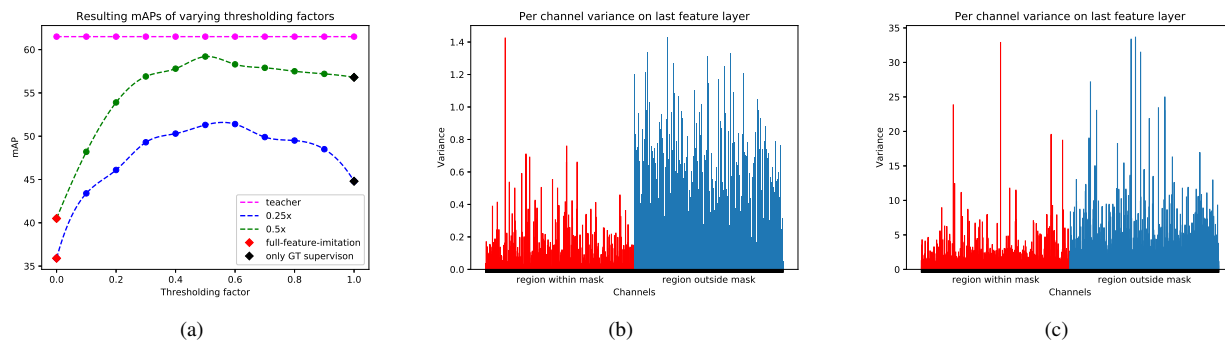 Resulting mAPs of varying thresholding factors
60
55
50
45
40
35
mAP
teacher
0.25x
0.5x
full-feature-imitation
only GT supervison
0.0 0.2 0.4 0.6 0.8 1.0
Thresholding factor
(a)
Per channel variance on last feature layer
1.4
1.2
1.0
0.8
0.6
0.4
0.2
0.0
Variance
region within mask region outside mask
Channels
(b)
Per channel variance on last feature layer
35
30
25
20
15
10
5
0
Variance
region within mask region outside mask
Channels
(c)